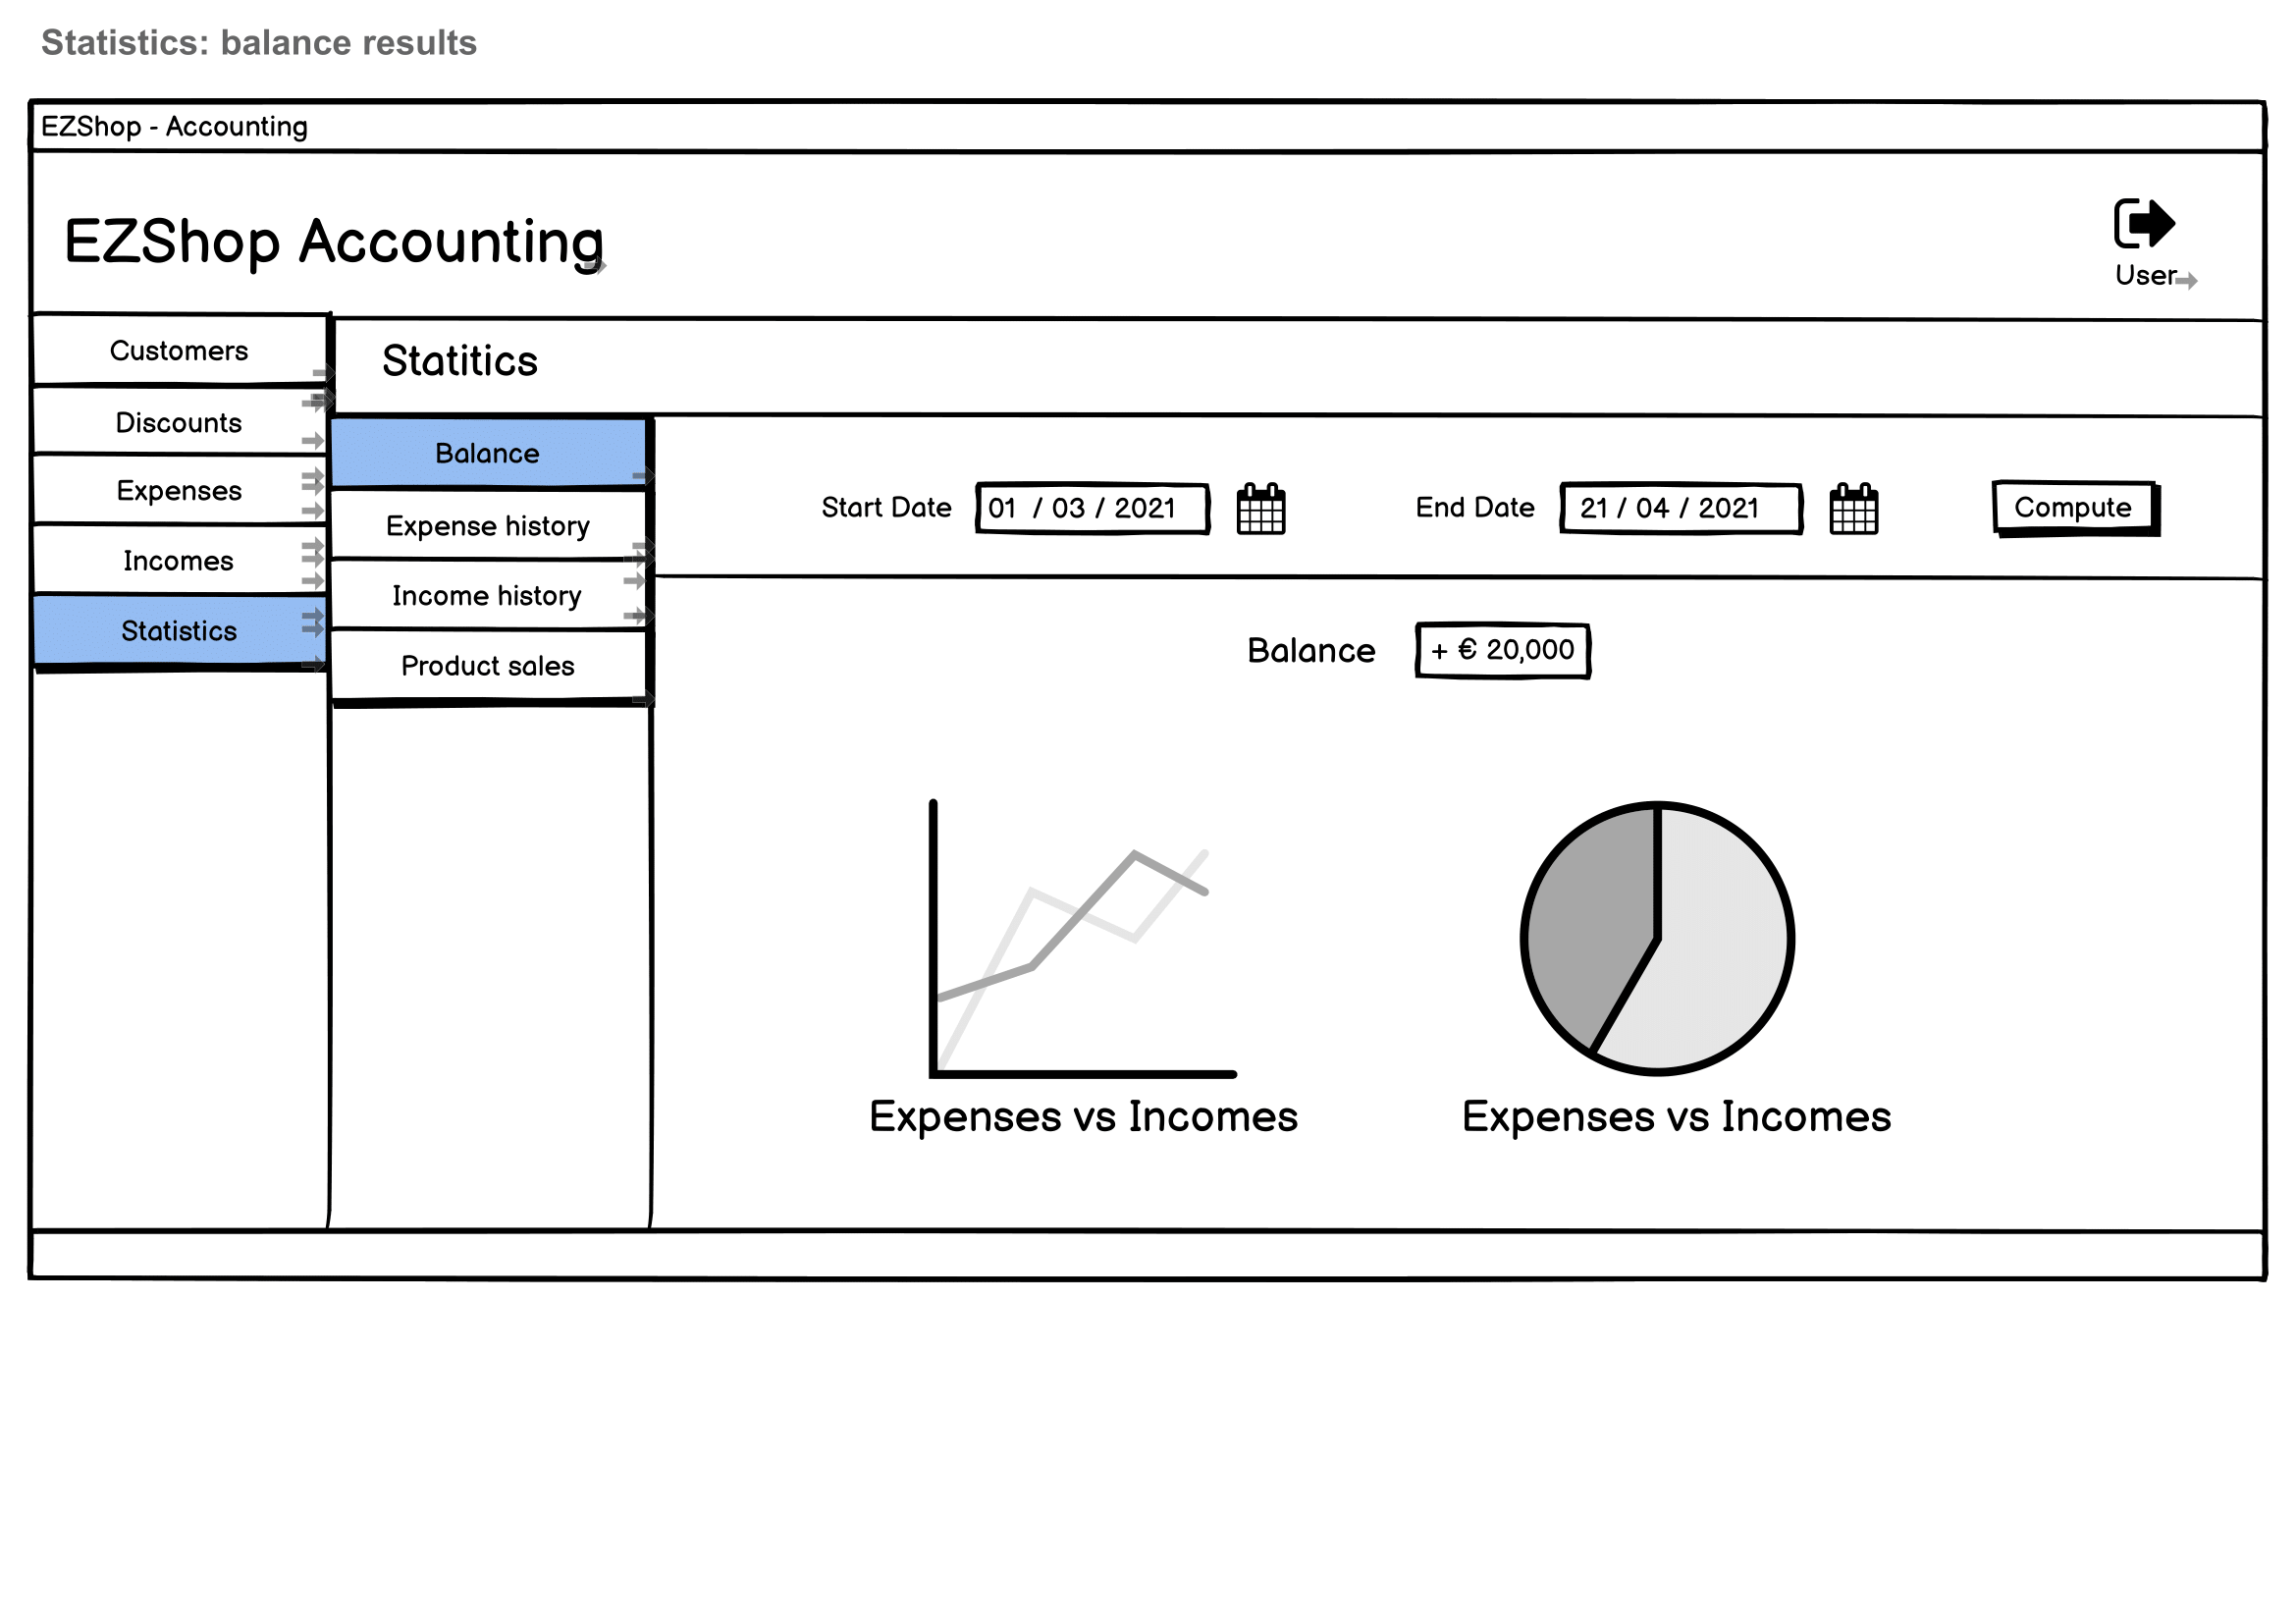 Statistics: balance results
EZShop - Accounting
EZShop Accounting
User
Customers
Discounts
Expenses
Incomes
Statistics
Statitics
Balance
Expense history
Income history
Product sales
Start Date 01 / 03 / 2021 End Date 21 / 04 / 2021 Compute
Balance + € 20,000
Expenses vs Incomes
Expenses vs Incomes